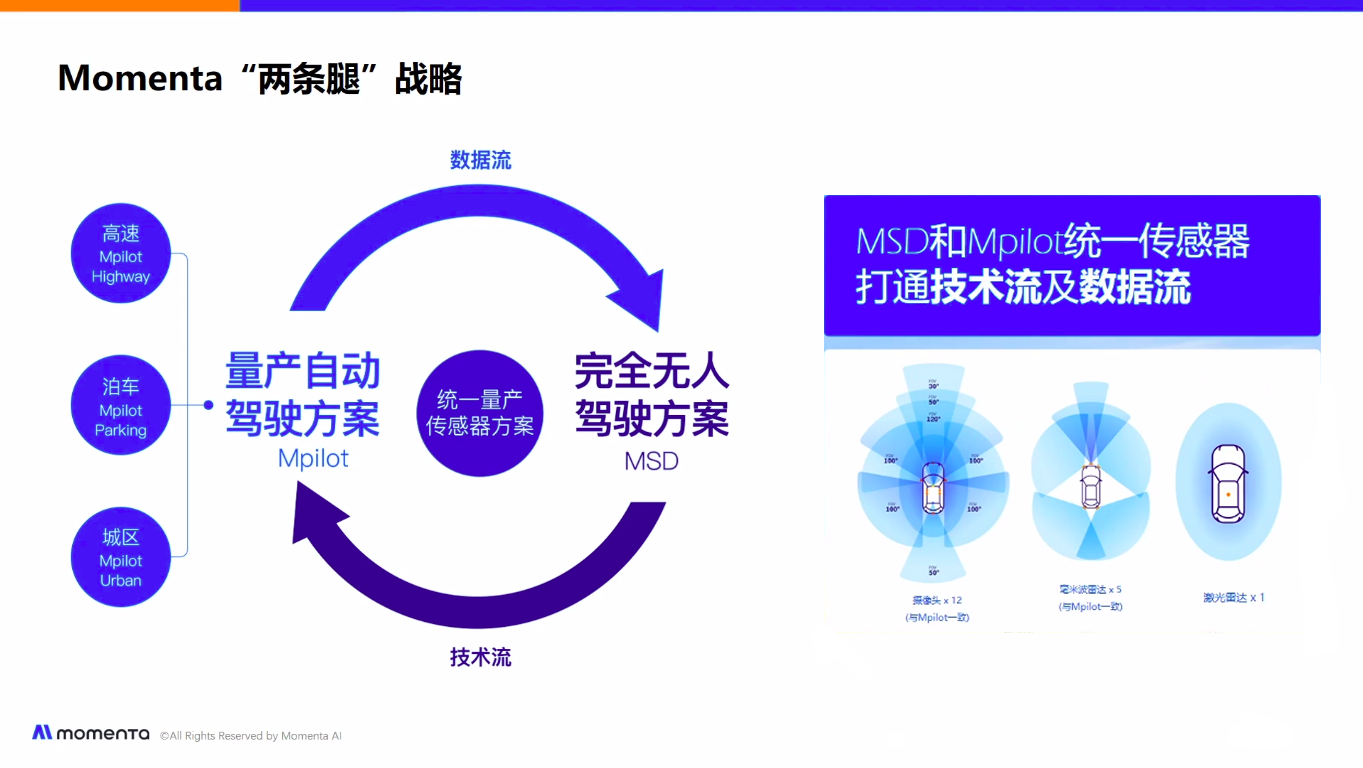 Momenta“两条腿”战略
数据流
高速
Mpilot
Highway
泊车
Mpilot
Parking
城区
Mpilot
Urban
量产自动
驾驶方案
Mpilot
统一量产
传感器方案
完全无人
驾驶方案
MSD
技术流
MSD和Mpilot统一传感器
打通技术流及数据流
FOV
30°
FOV
50°
FOV
120°
FOV
100°
FOV
100°
FOV
100°
FOV
100°
FOV
50°
摄像头 x 12
(与Mpilot一致)
毫米波雷达 x 5
(与Mpilot一致)
激光雷达 x 1
momenta
©All Rights Reserved by Momenta AI